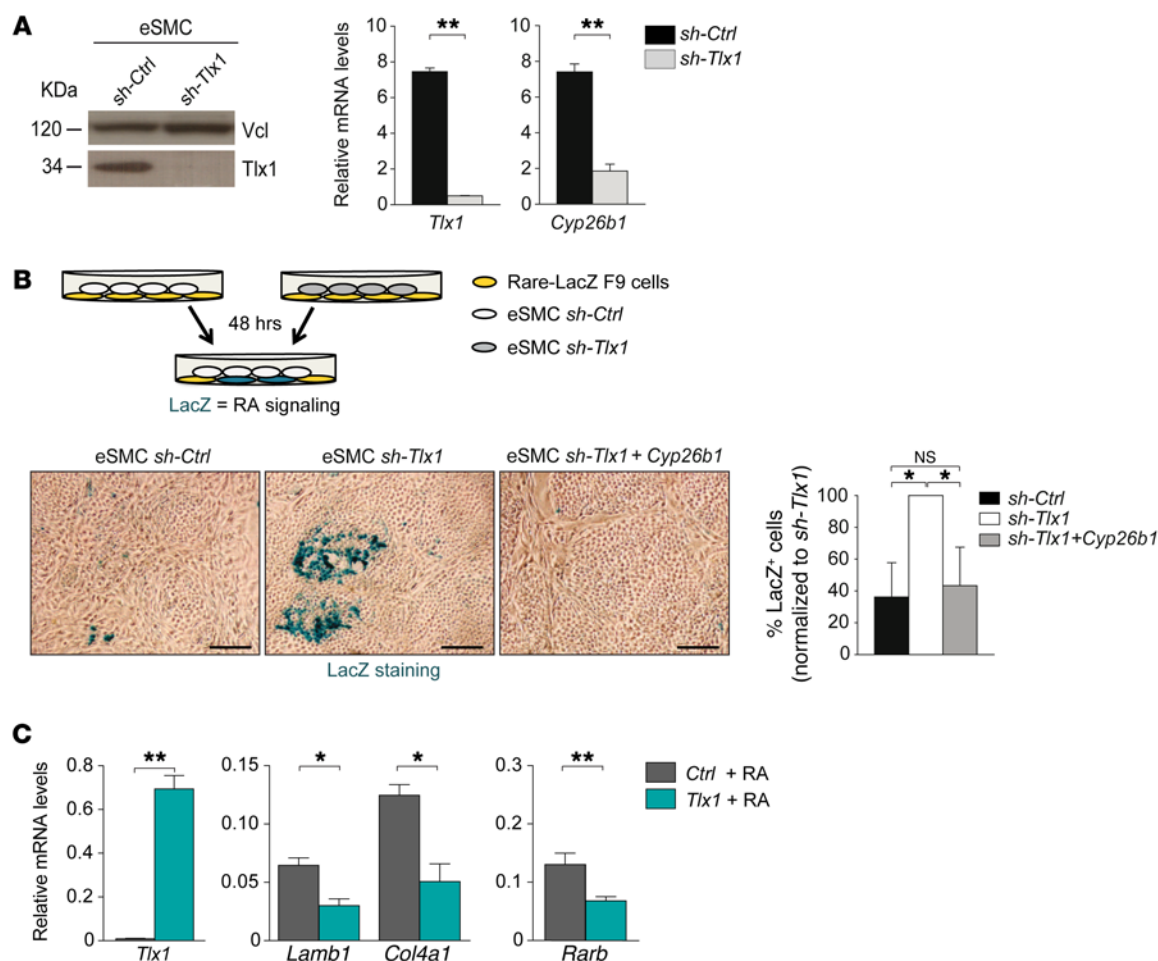 A
eSMC
sh-Ctrl
sh-Tlx1
KDa
120
Vcl
34
Tlx1
Relative mRNA levels
10
8
6
4
2
0
**
Tlx1
10
8
6
4
2
0
**
Cyp26b1
sh-Ctrl
sh-Tlx1
B
48 hrs
LacZ = RA signaling
Rare-LacZ F9 cells
eSMC sh-Ctrl
eSMC sh-Tlx1
eSMC sh-Ctrl
eSMC sh-Tlx1
eSMC sh-Tlx1 + Cyp26b1
LacZ staining
% LacZ+ cells
(normalized to sh-Tlx1)
100
80
60
40
20
0
NS
* *
sh-Ctrl
sh-Tlx1
sh-Tlx1+Cyp26b1
C
Relative mRNA levels
0.8
0.6
0.4
0.2
0
**
Tlx1
0.15
0.10
0.05
0
* *
Lamb1 Col4a1
0.3
0.2
0.1
0
**
Rarb
Ctrl + RA
Tlx1 + RA